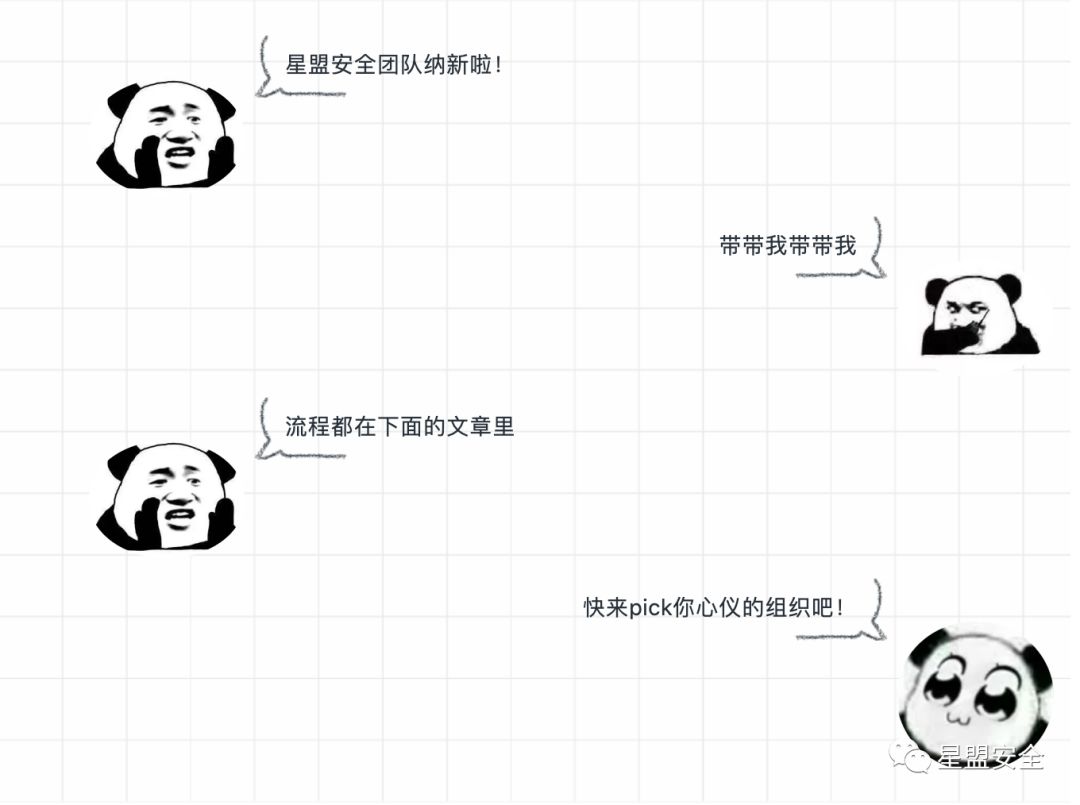 星盟安全团队纳新啦！
带带我带带我
流程都在下面的文章里
快来pick你心仪的组织吧！
星盟安全